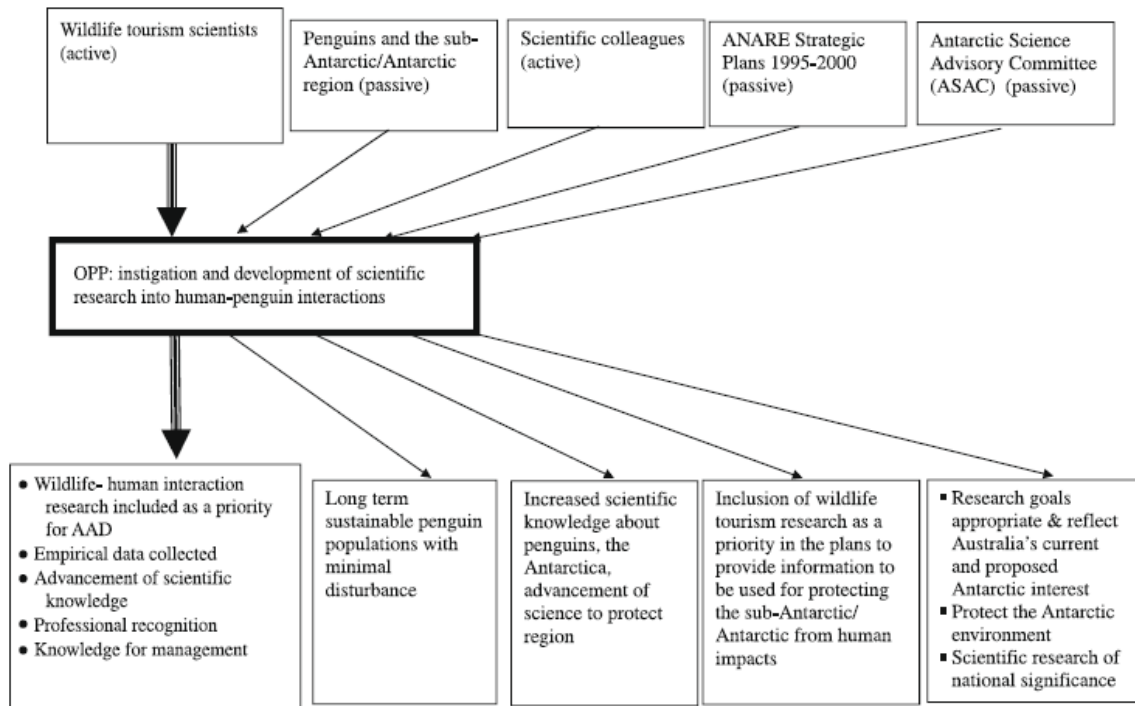 Wildlife tourism scientists
(active)
Penguins and the sub-
Antarctic/Antarctic
region (passive)
Scientific colleagues
(active)
ANARE Strategic
Plans 1995-2000
(passive)
Antarctic Science
Advisory Committee
(ASAC) (passive)
OPP: instigation and development of scientific
research into human-penguin interactions
● Wildlife- human interaction
research included as a priority
for AAD
● Empirical data collected
● Advancement of scientific
knowledge
● Professional recognition
● Knowledge for management
Long term
sustainable penguin
populations with
minimal
disturbance
Increased scientific
knowledge about
penguins, the
Antarctica,
advancement of
science to protect
region
Inclusion of wildlife
tourism research as a
priority in the plans to
provide information to
be used for protecting
the sub-Antarctic/
Antarctic from human
impacts
▪ Research goals
appropriate & reflect
Australia's current
and proposed
Antarctic interest
▪ Protect the Antarctic
environment
▪ Scientific research of
national significance